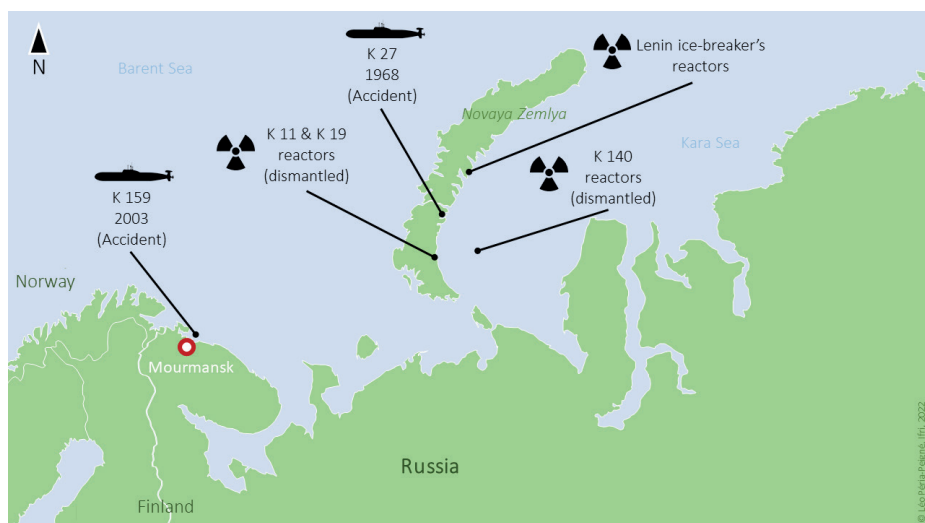 N
Barent Sea
K 27
1968
(Accident)
Lenin ice-breaker's
reactors
Novaya Zemlya
Kara Sea
K 11 & K 19
reactors
(dismantled)
K 140
reactors
(dismantled)
K 159
2003
(Accident)
Norway
Mourmansk
Russia
Finland
© Léo Péria-Peigné, Ifri, 2022